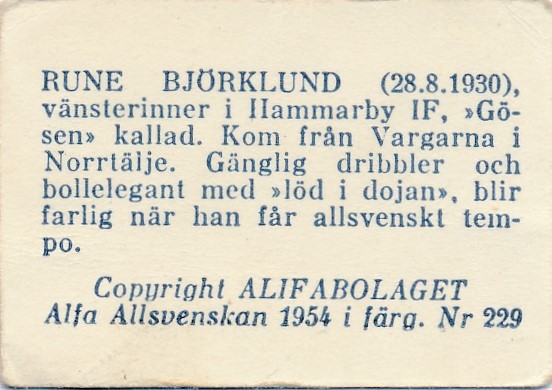 RUNE BJÖRKLUND (28.8.1930),
vänsterinner i Hammarby IF, »Gö-
sen» kallad. Kom från Vargarna i
Norrtälje. Gänglig dribbler och
bollelegant med »löd i dojan», blir
farlig när han får allsvenskt tem-
po.
Copyright ALIFABOLAGET
Alfa Allsvenskan 1954 i färg. Nr 229